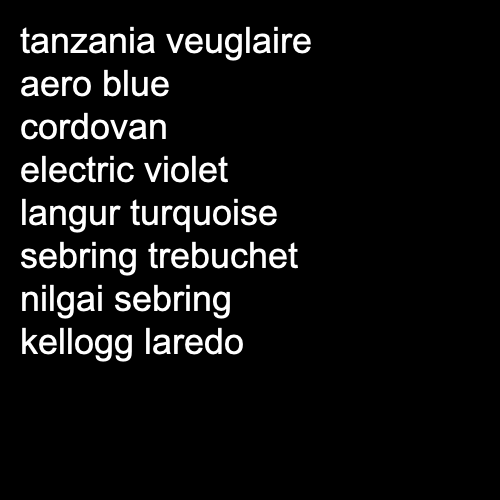 tanzania veuglaire
aero blue
cordovan
electric violet
langur turquoise
sebring trebuchet
nilgai sebring
kellogg laredo